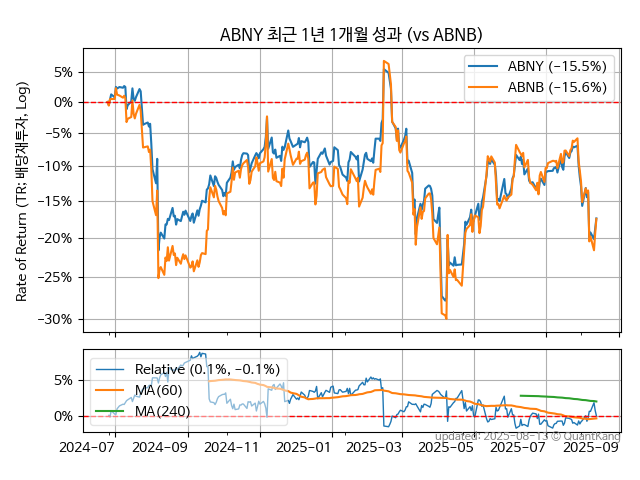 ABNY 최근 1년 1개월 성과 (vs ABNB)
Rate of Return (TR: 배당재투자, Log)
5%
0%
−5%
−10%
−15%
−20%
−25%
−30%
ABNY (−15.5%)
ABNB (−15.6%)
5%
0%
Relative (0.1%, −0.1%)
MA(60)
MA(240)
updated: 2025-08-13 © QuantKang
2024−07
2024−09
2024−11
2025−01
2025−03
2025−05
2025−07
2025−09